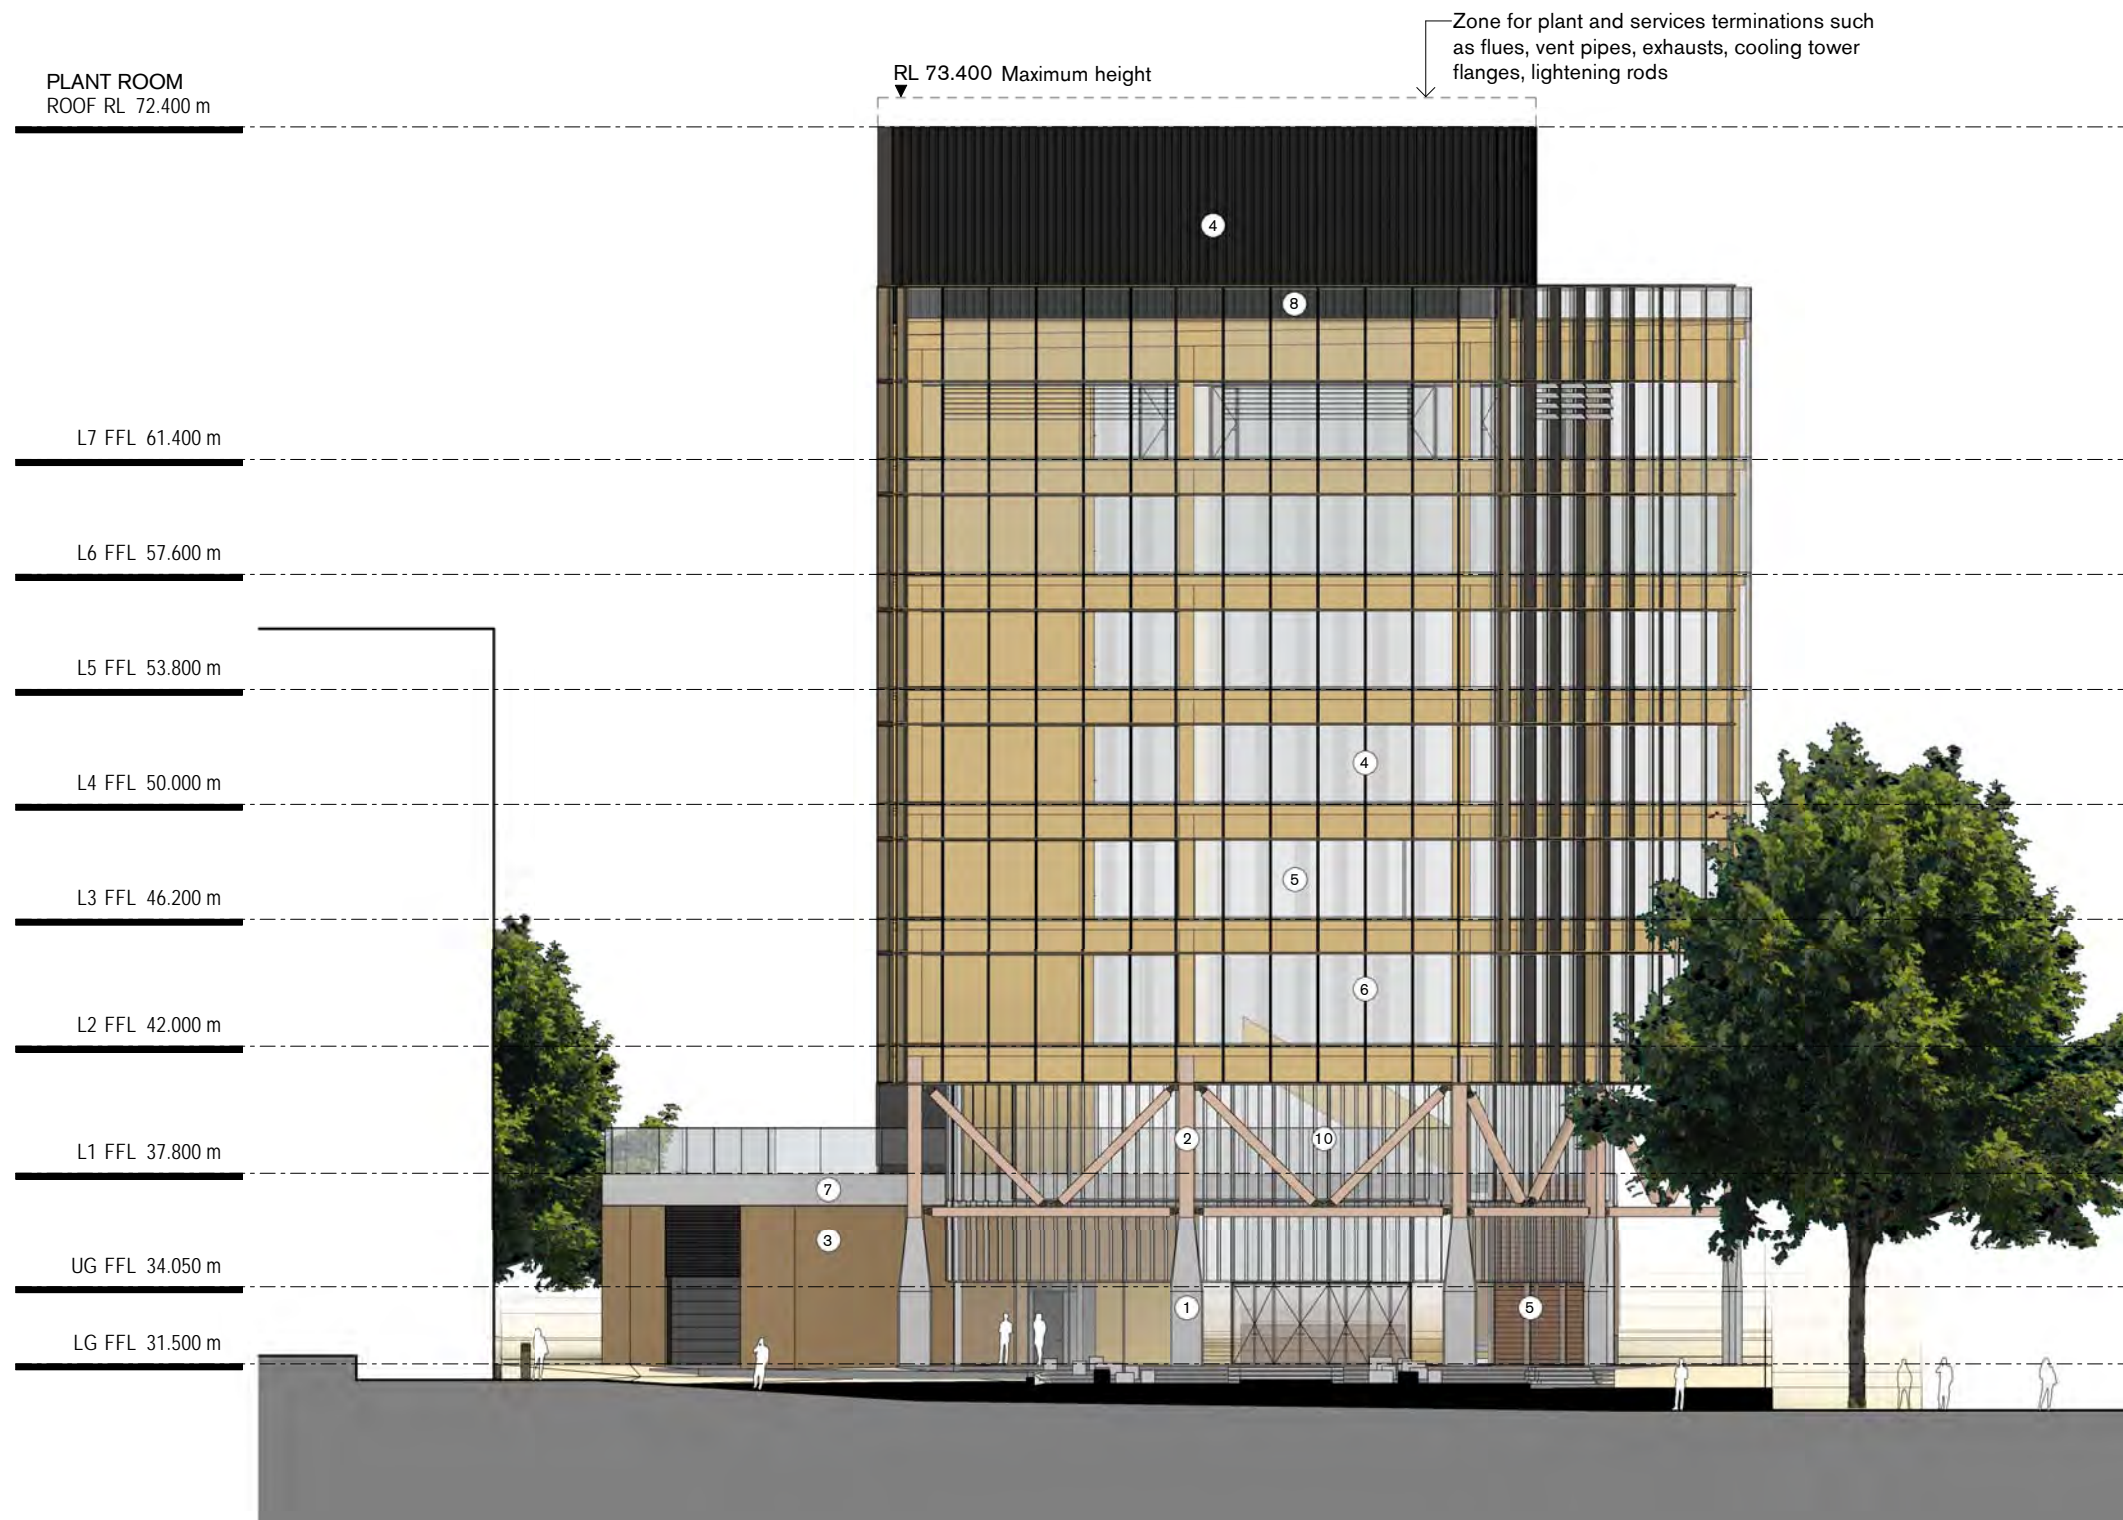 Zone for plant and services terminations such
as flues, vent pipes, exhausts, cooling tower
flanges, lightening rods
RL 73.400 Maximum height
PLANT ROOM
ROOF RL 72.400 m
4
8
L7 FFL 61.400 m
L6 FFL 57.600 m
L5 FFL 53.800 m
4
L4 FFL 50.000 m
5
L3 FFL 46.200 m
6
L2 FFL 42.000 m
2
10
L1 FFL 37.800 m
7
3
UG FFL 34.050 m
1
5
LG FFL 31.500 m